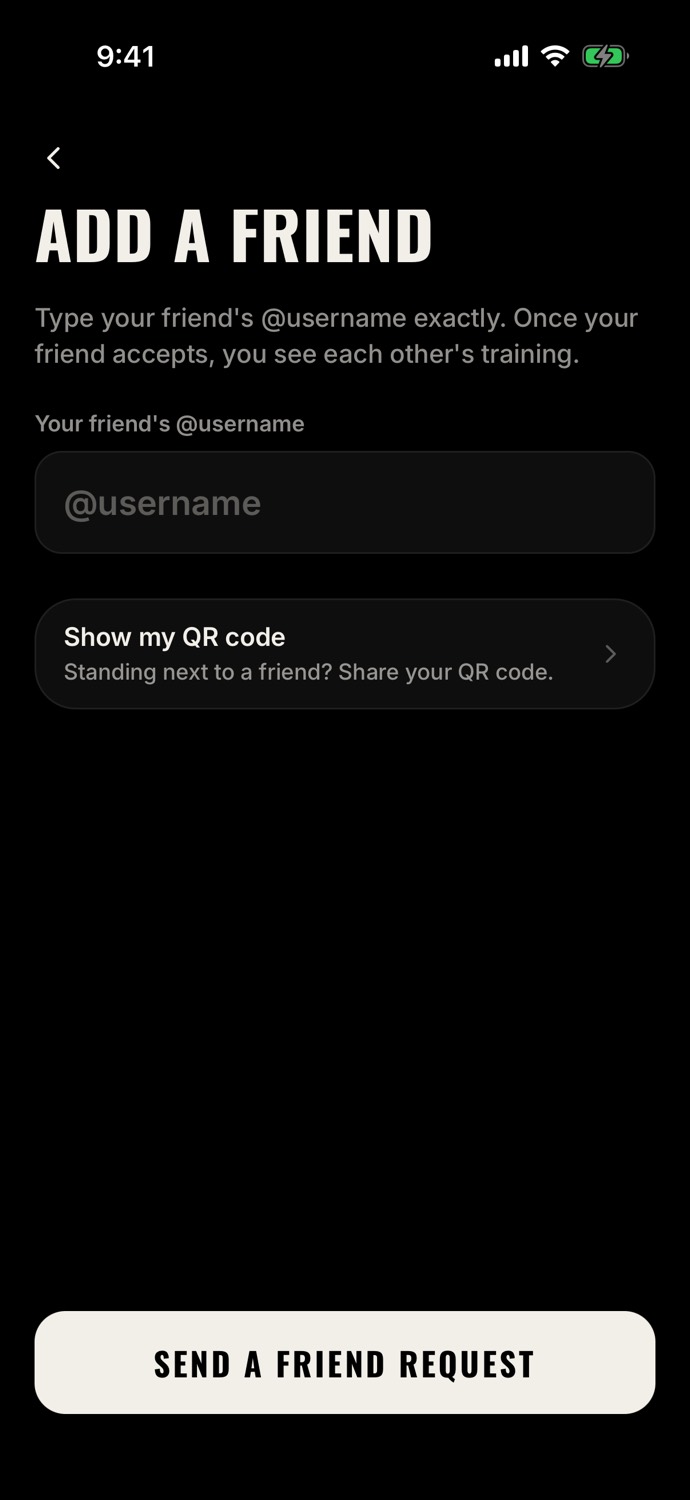 9:41
ADD A FRIEND
Type your friend's @username exactly. Once your
friend accepts, you see each other's training.
Your friend's @username
@username
Show my QR code
Standing next to a friend? Share your QR code.
SEND A FRIEND REQUEST